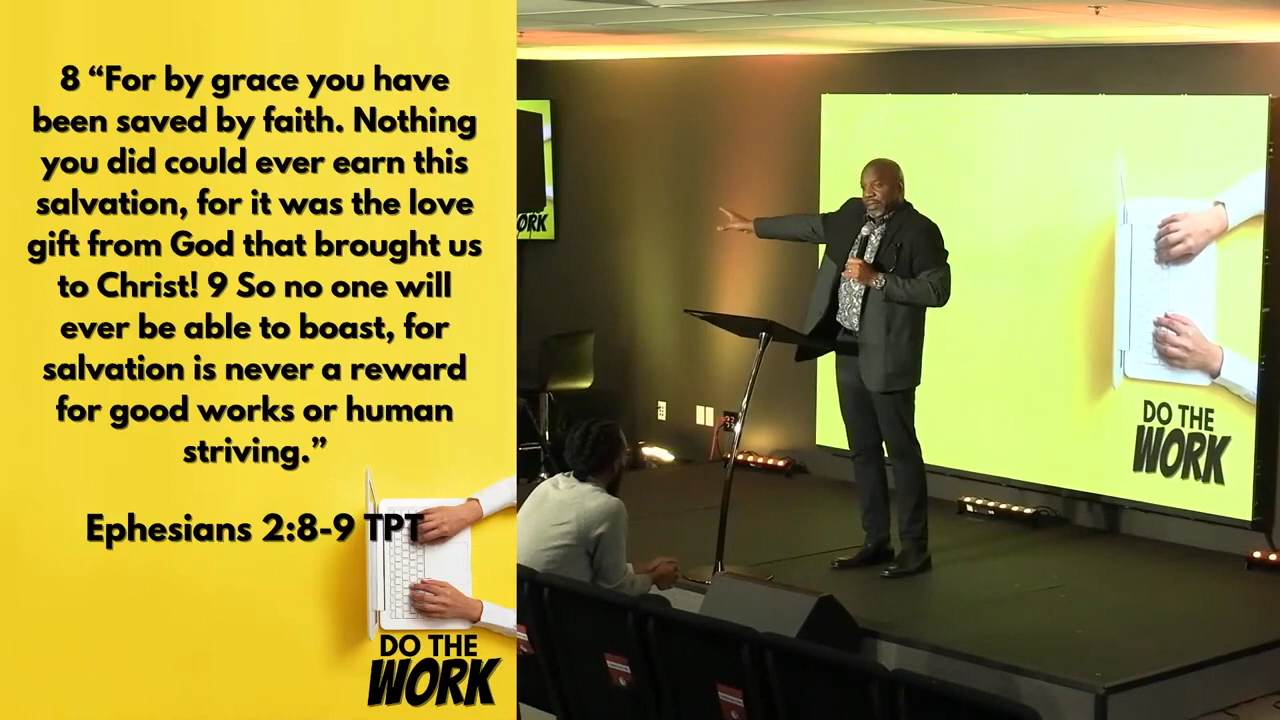 8 “For by grace you have
been saved by faith. Nothing
you did could ever earn this
salvation, for it was the love
gift from God that brought us
to Christ! 9 So no one will
ever be able to boast, for
salvation is never a reward
for good works or human
striving.”
Ephesians 2:8-9 TPT
DO THE
WORK
DO THE
WORK